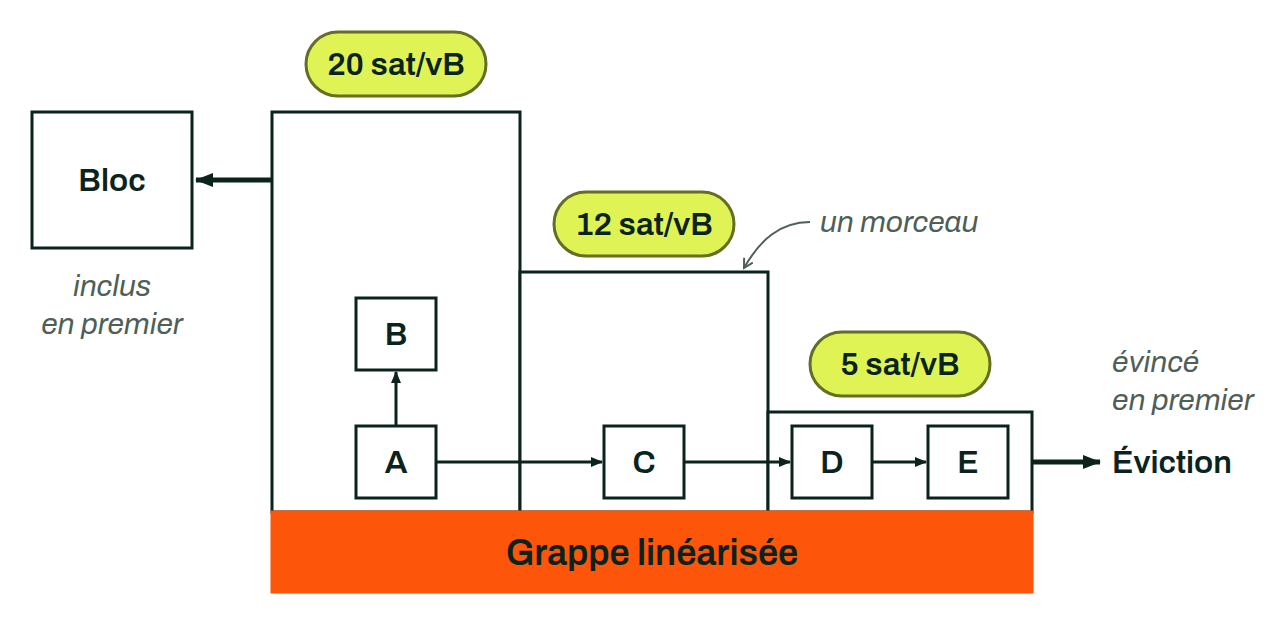 20 sat/vB
Bloc
inclus
en premier
12 sat/vB
un morceau
5 sat/vB
évincé
en premier
B
A
C
D
E
Éviction
Grappe linéarisée